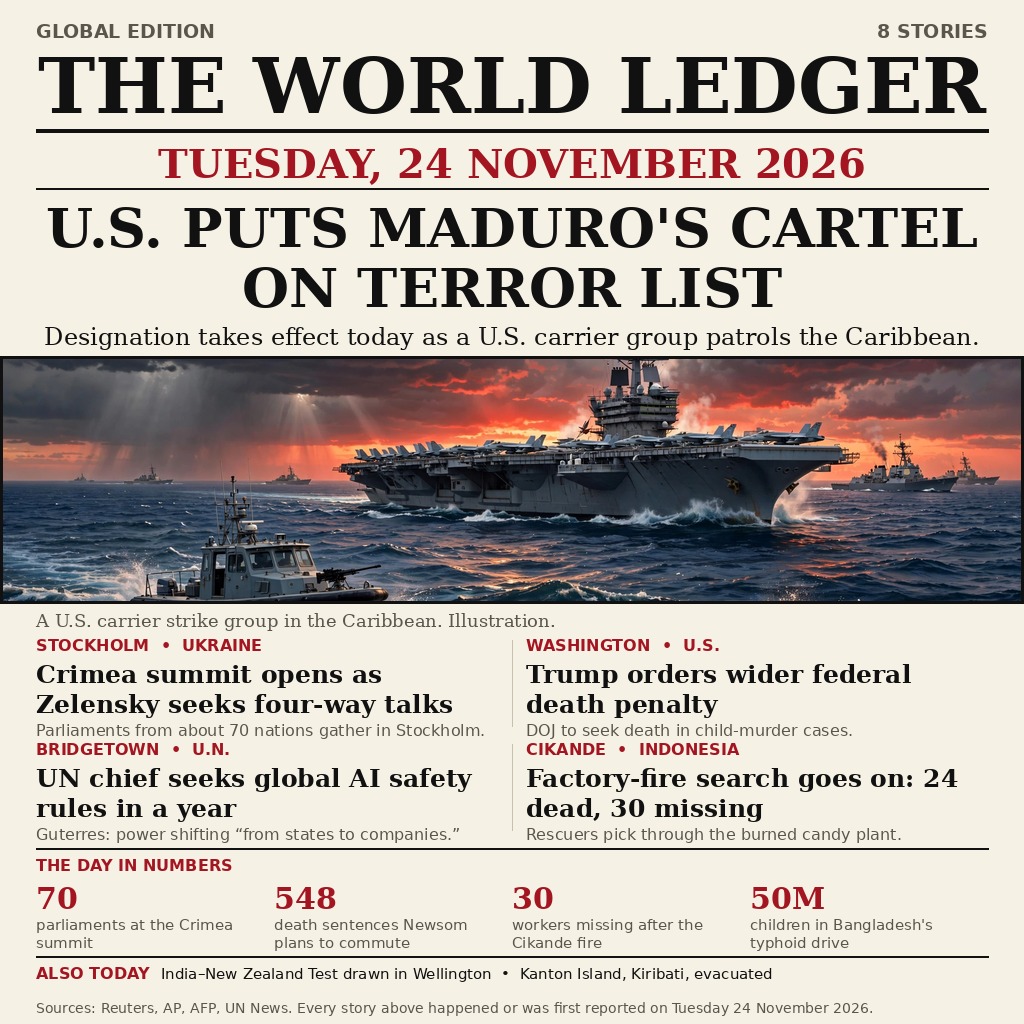 GLOBAL EDITION
8 STORIES
THE WORLD LEDGER
TUESDAY, 24 NOVEMBER 2026
U.S. PUTS MADURO'S CARTEL
ON TERROR LIST
Designation takes effect today as a U.S. carrier group patrols the Caribbean.
A U.S. carrier strike group in the Caribbean. Illustration.
STOCKHOLM • UKRAINE
Crimea summit opens as
Zelensky seeks four-way talks
Parliaments from about 70 nations gather in Stockholm.
WASHINGTON • U.S.
Trump orders wider federal
death penalty
DOJ to seek death in child-murder cases.
BRIDGETOWN • U.N.
UN chief seeks global AI safety
rules in a year
Guterres: power shifting “from states to companies.”
CIKANDE • INDONESIA
Factory-fire search goes on: 24
dead, 30 missing
Rescuers pick through the burned candy plant.
THE DAY IN NUMBERS
70
parliaments at the Crimea
summit
548
death sentences Newsom
plans to commute
30
workers missing after the
Cikande fire
50M
children in Bangladesh's
typhoid drive
ALSO TODAY India–New Zealand Test drawn in Wellington • Kanton Island, Kiribati, evacuated
Sources: Reuters, AP, AFP, UN News. Every story above happened or was first reported on Tuesday 24 November 2026.